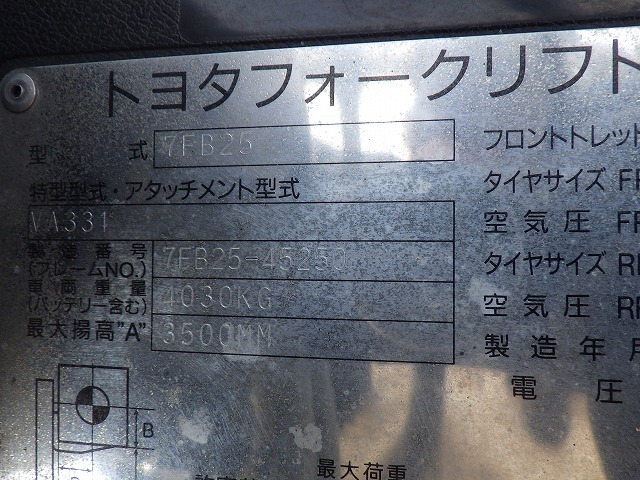 トヨタフォークリフト
型式 7FB25
特型型式・アタッチメント型式
VA331
製造番号
(フレームNO.) 7FB25-45250
車両重量
(バッテリー含む) 4030KG
最大揚高"A" 3500MM
フロントトレッド
タイヤサイズ FR
空気圧 FR
タイヤサイズ RR
空気圧 RR
製造年月
電圧
B
最大荷重